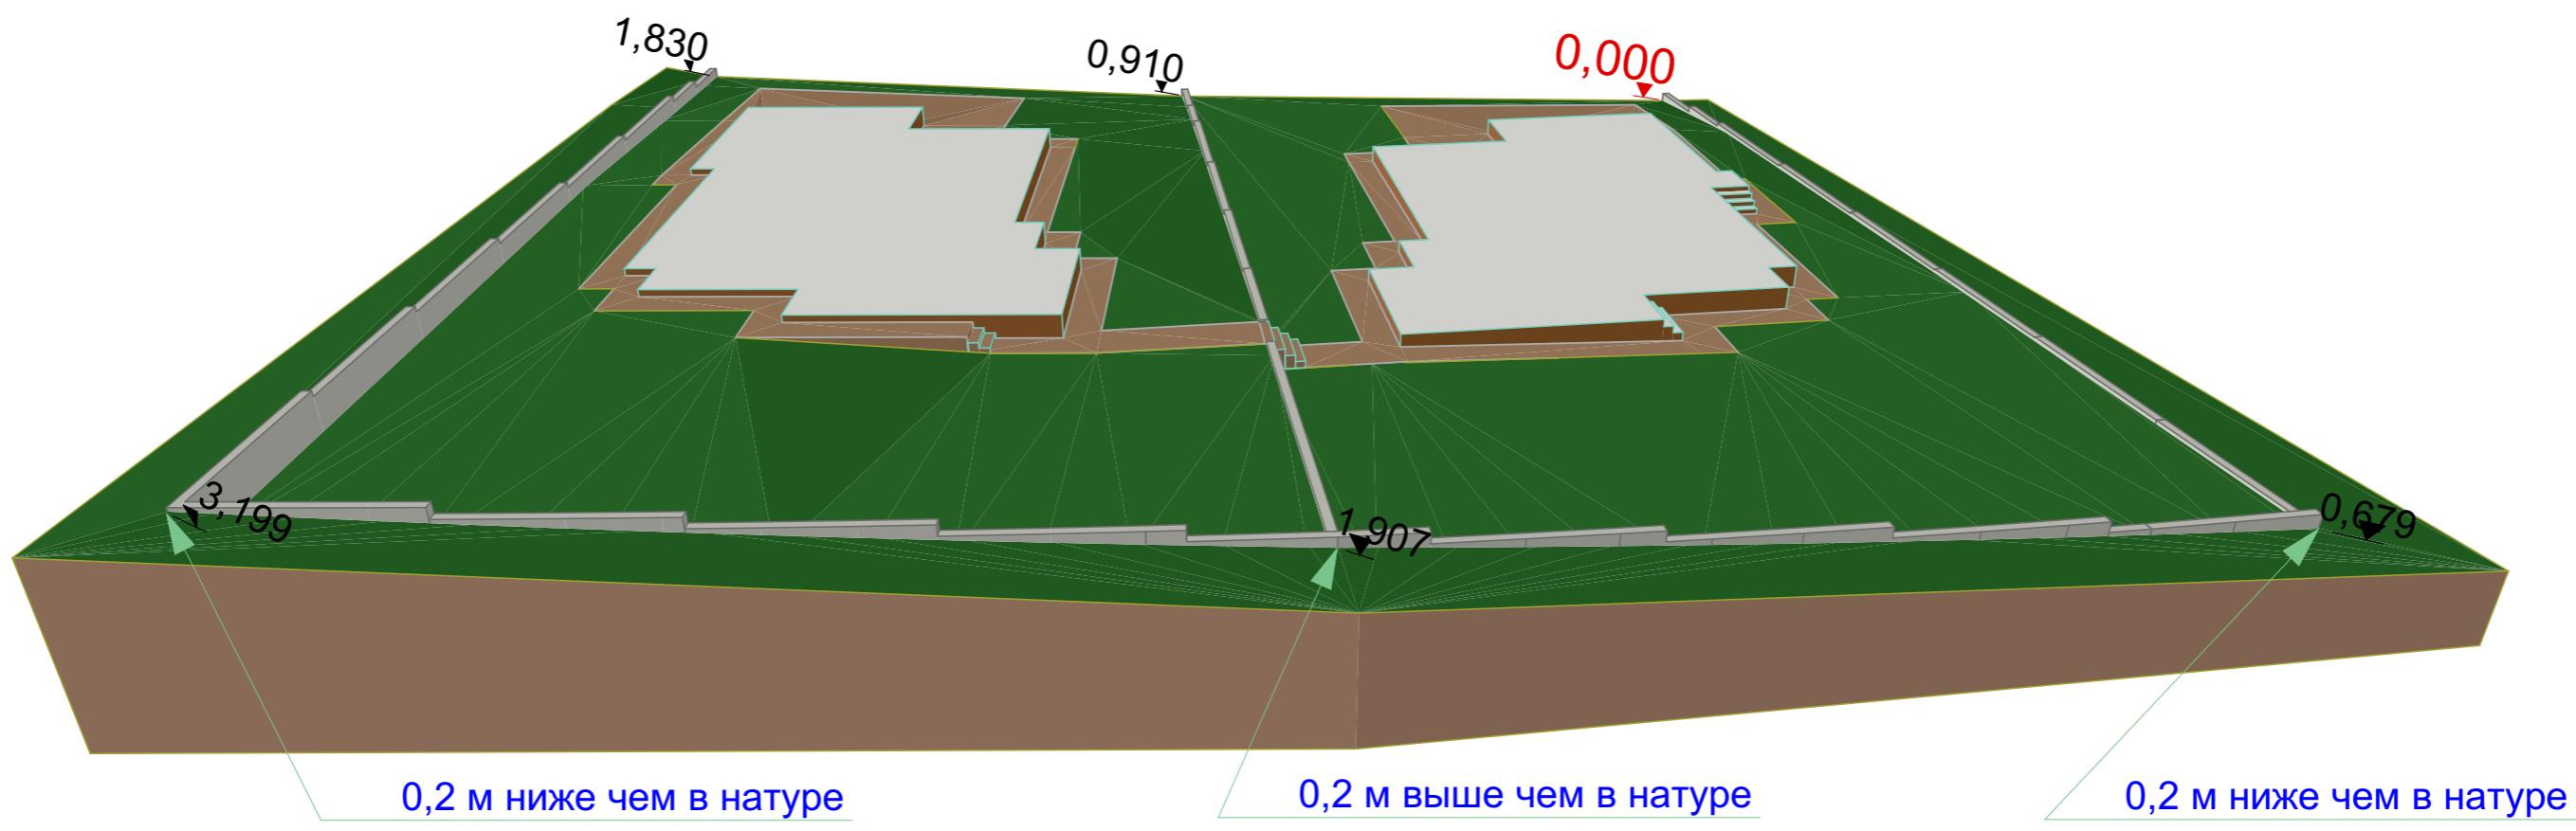 1,830
0,910
0,000
3,199
1,907
0,679
0,2 м ниже чем в натуре
0,2 м выше чем в натуре
0,2 м ниже чем в натуре